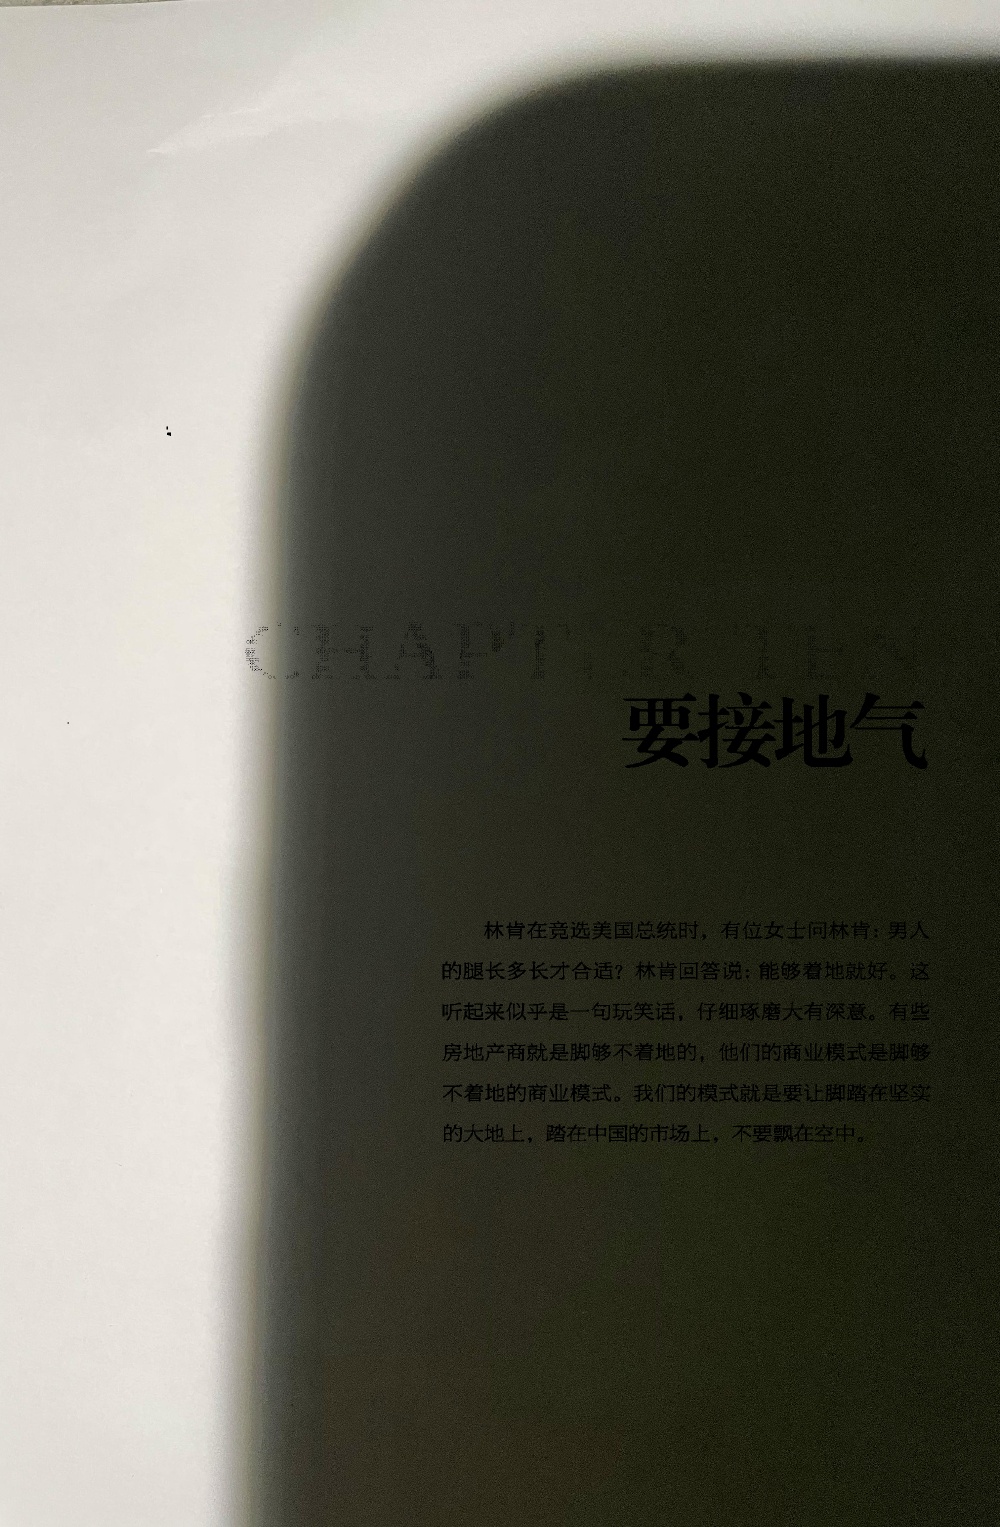 CHAPTER TEN
要接地气
林肯在竞选美国总统时，有位女士问林肯：男人
的腿长多长才合适？林肯回答说：能够着地就好。这
听起来似乎是一句玩笑话，仔细琢磨大有深意。有些
房地产商就是脚够不着地的，他们的商业模式是脚够
不着地的商业模式。我们的模式就是要让脚踏在坚实
的大地上，踏在中国的市场上，不要飘在空中。